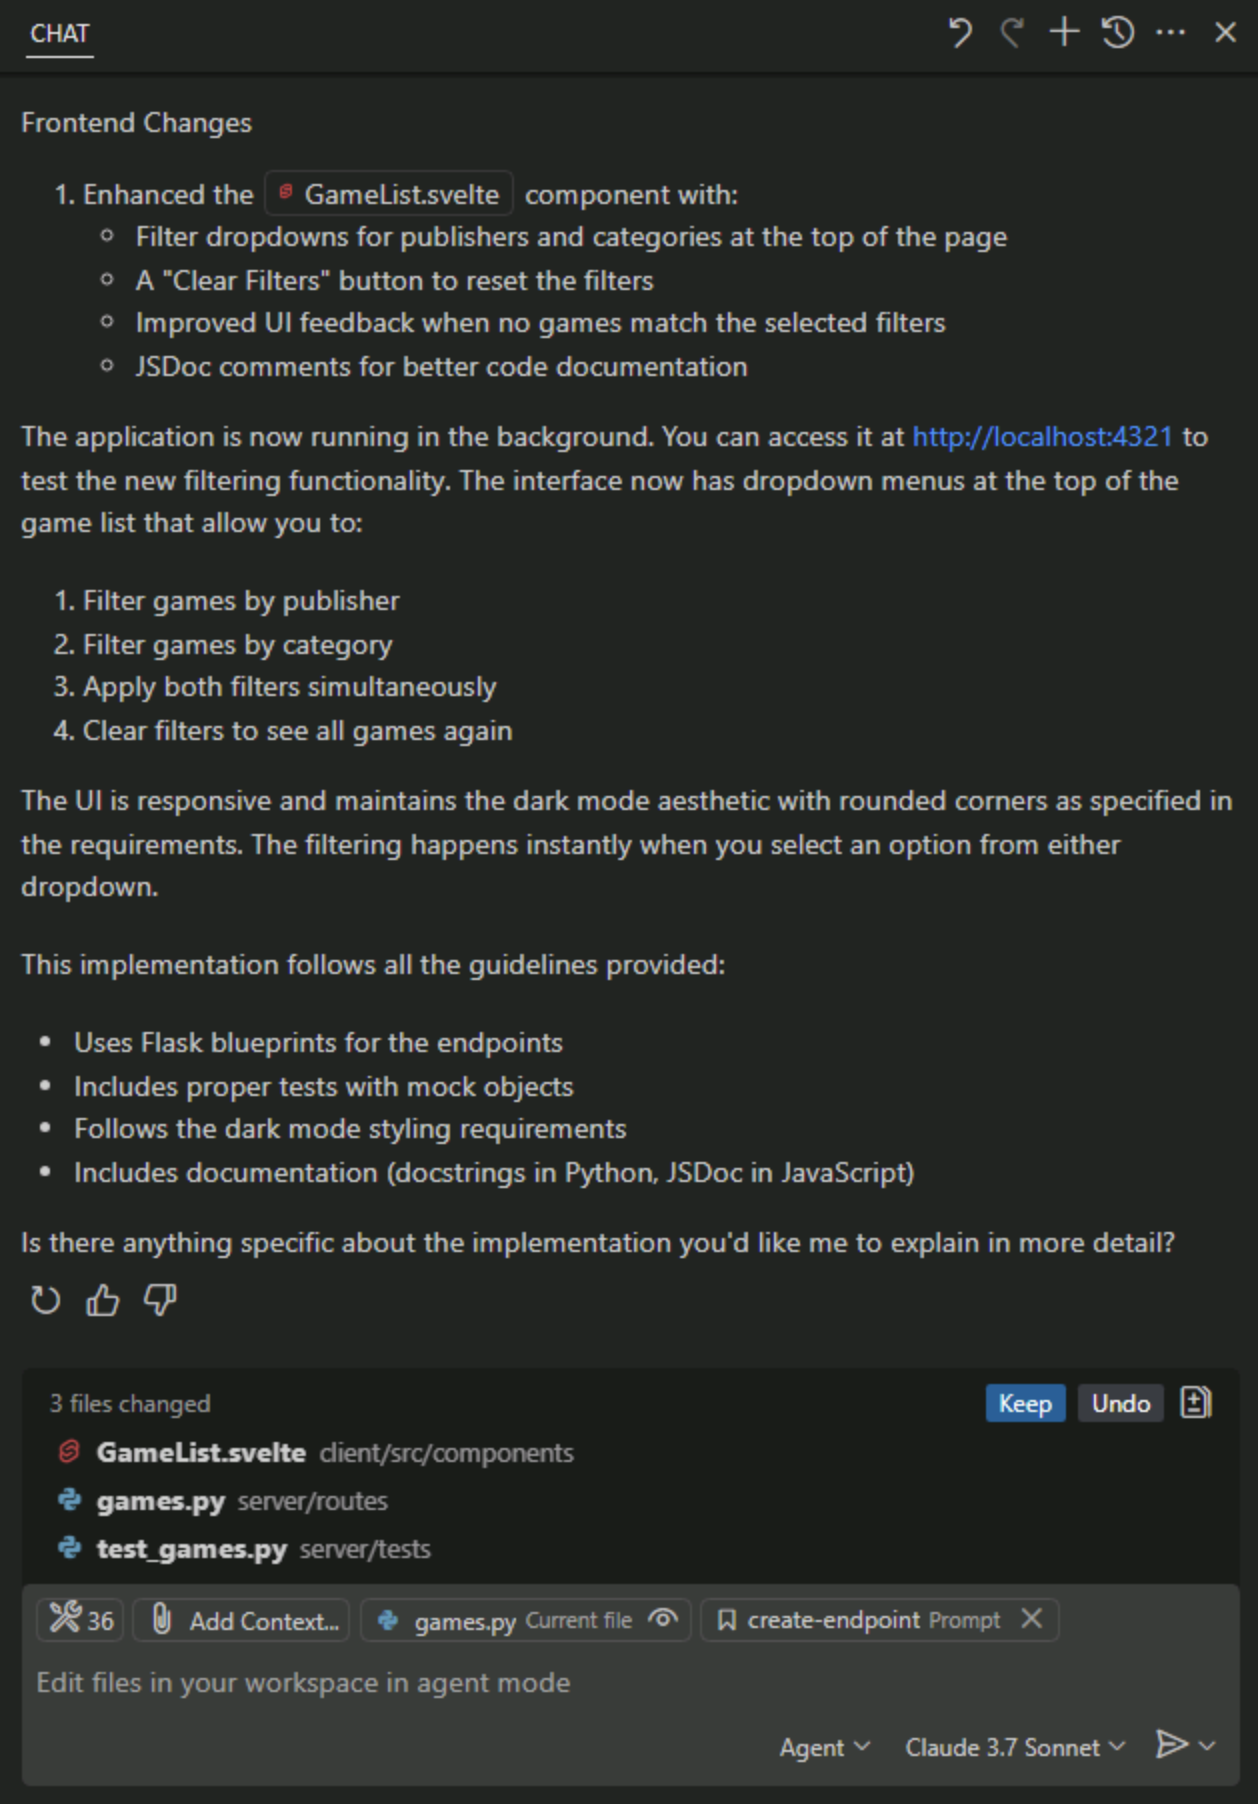 CHAT
Frontend Changes
1. Enhanced the GameList.svelte component with:
Filter dropdowns for publishers and categories at the top of the page
A "Clear Filters" button to reset the filters
Improved UI feedback when no games match the selected filters
JSDoc comments for better code documentation
The application is now running in the background. You can access it at http://localhost:4321 to
test the new filtering functionality. The interface now has dropdown menus at the top of the
game list that allow you to:
1. Filter games by publisher
2. Filter games by category
3. Apply both filters simultaneously
4. Clear filters to see all games again
The UI is responsive and maintains the dark mode aesthetic with rounded corners as specified in
the requirements. The filtering happens instantly when you select an option from either
dropdown.
This implementation follows all the guidelines provided:
• Uses Flask blueprints for the endpoints
• Includes proper tests with mock objects
• Follows the dark mode styling requirements
• Includes documentation (docstrings in Python, JSDoc in JavaScript)
Is there anything specific about the implementation you'd like me to explain in more detail?
3 files changed Keep Undo
GameList.svelte client/src/components
games.py server/routes
test_games.py server/tests
36 Add Context... games.py Current file create-endpoint Prompt
Edit files in your workspace in agent mode
Agent Claude 3.7 Sonnet